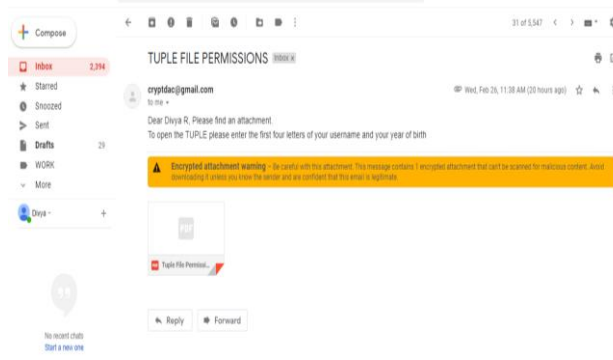 Compose
31 of 5,547
Inbox 2,394
Starred
Snoozed
Sent
Drafts 29
WORK
More
Divya
No recent chats
Start a new one
TUPLE FILE PERMISSIONS Inbox x
cryptdac@gmail.com
Wed, Feb 26, 11:38 AM (20 hours ago)
to me
Dear Divya R, Please find an attachment.
To open the TUPLE please enter the first four letters of your username and your year of birth
Encrypted attachment warning – Be careful with this attachment. This message contains 1 encrypted attachment that can't be scanned for malicious content. Avoid
downloading it unless you know the sender and are confident that this email is legitimate.
PDF
Tuple File Permissi...
Reply
Forward